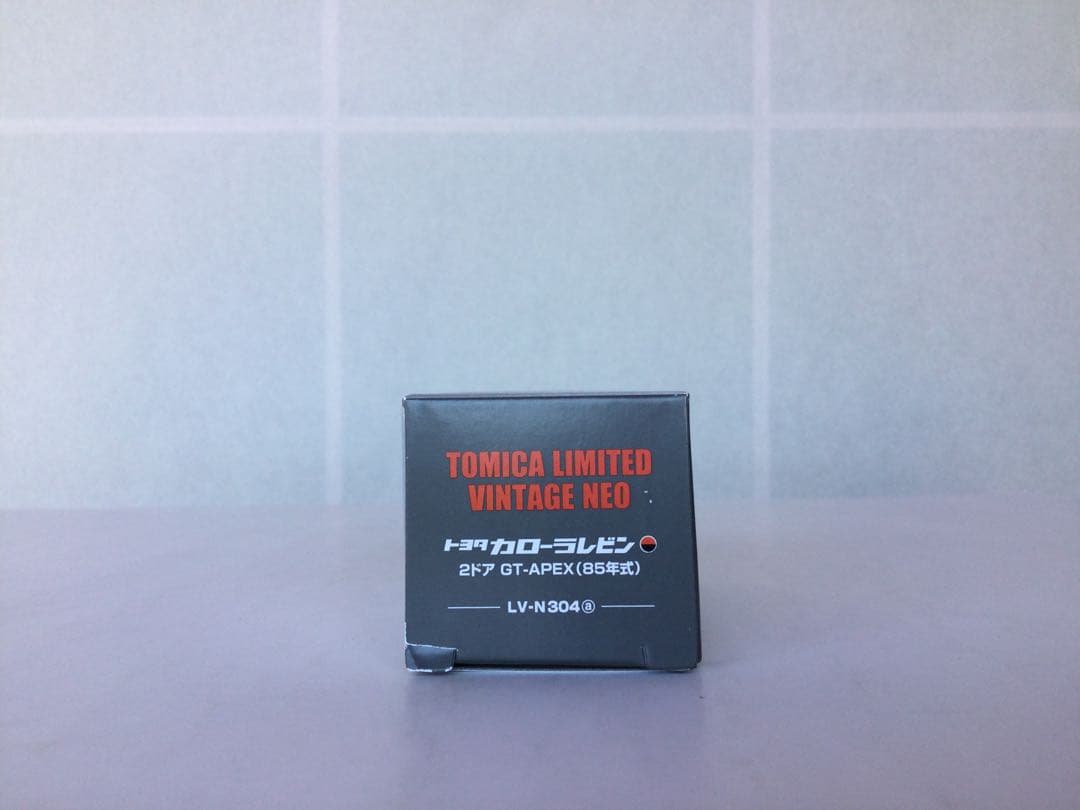 TOMICA LIMITED
VINTAGE NEO
トヨタ カローラレビン
2ドア GT-APEX(85年式)
LV-N304ⓐ